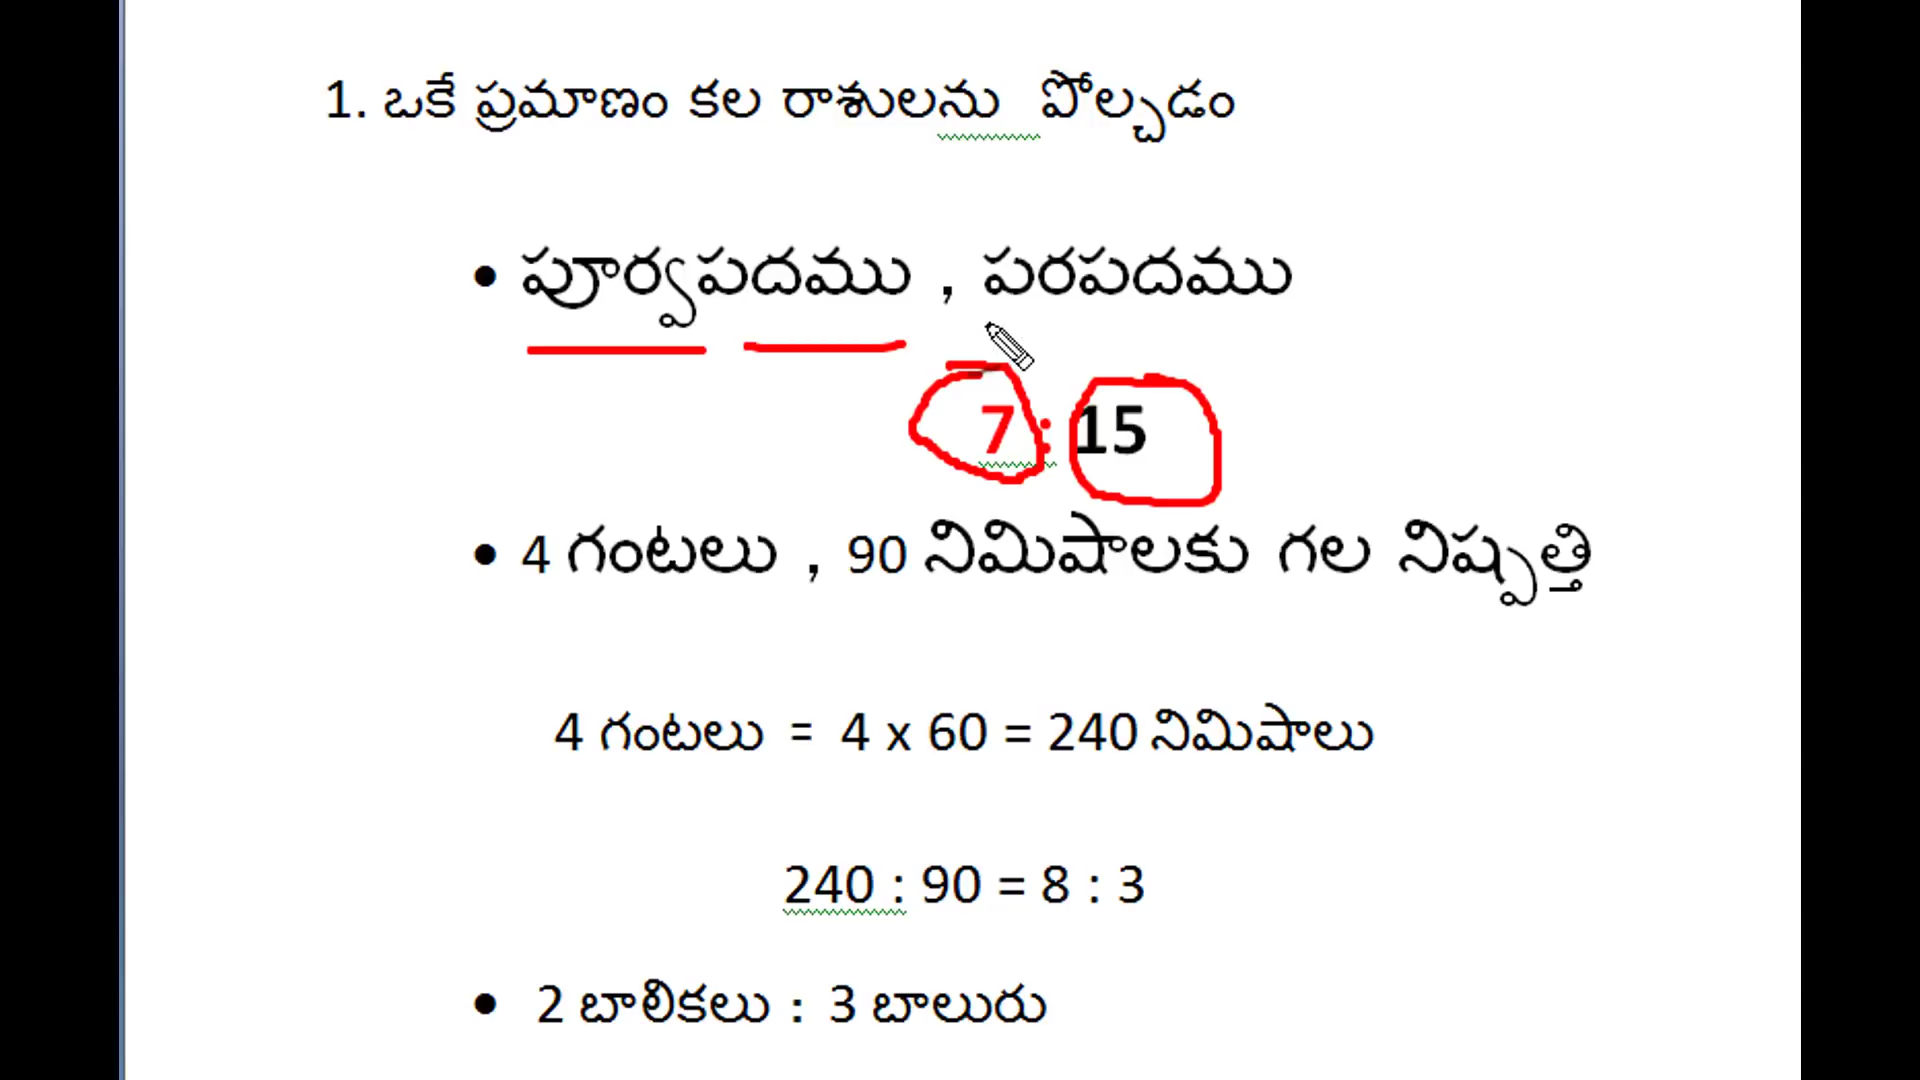 1. ఒకే ప్రమాణం కల రాశులను పోల్చడం
• పూర్వపదము , పరపదము
7 : 15
• 4 గంటలు , 90 నిమిషాలకు గల నిష్పత్తి
4 గంటలు = 4 x 60 = 240 నిమిషాలు
240 : 90 = 8 : 3
• 2 బాలికలు : 3 బాలురు